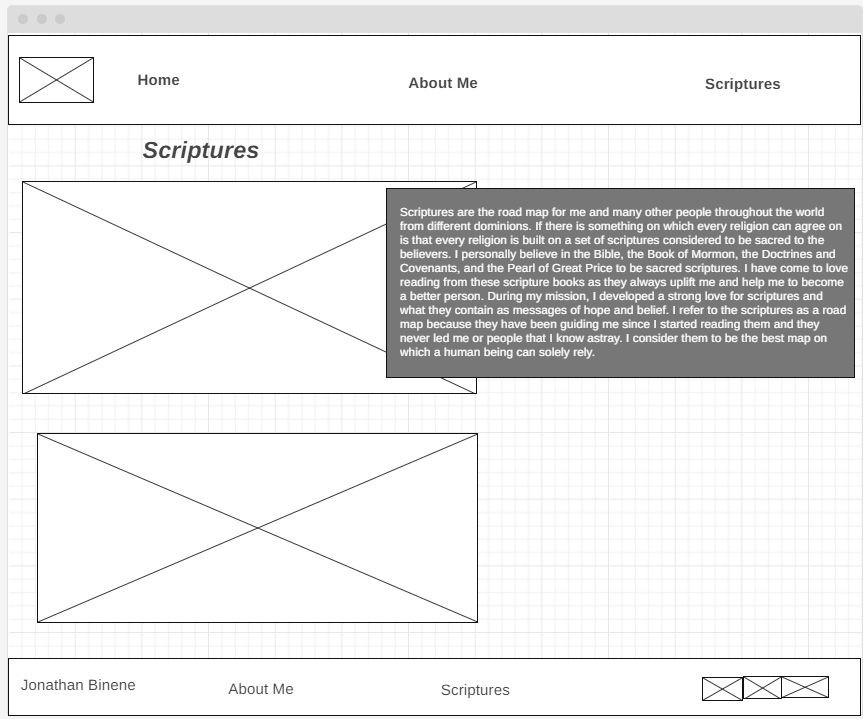 Home
About Me
Scriptures
Scriptures
Scriptures are the road map for me and many other people throughout the world
from different dominions. If there is something on which every religion can agree on
is that every religion is built on a set of scriptures considered to be sacred to the
believers. I personally believe in the Bible, the Book of Mormon, the Doctrines and
Covenants, and the Pearl of Great Price to be sacred scriptures. I have come to love
reading from these scripture books as they always uplift me and help me to become
a better person. During my mission, I developed a strong love for scriptures and
what they contain as messages of hope and belief. I refer to the scriptures as a road
map because they have been guiding me since I started reading them and they
never led me or people that I know astray. I consider them to be the best map on
which a human being can solely rely.
Jonathan Binene
About Me
Scriptures